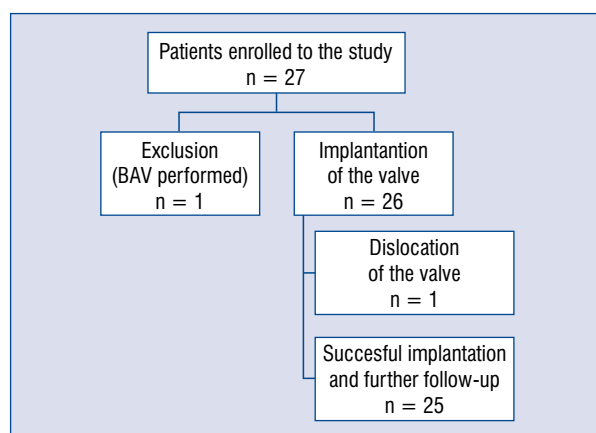 Patients enrolled to the study
n = 27
Exclusion
(BAV performed)
n = 1
Implantantion
of the valve
n = 26
Dislocation
of the valve
n = 1
Succesful implantation
and further follow-up
n = 25